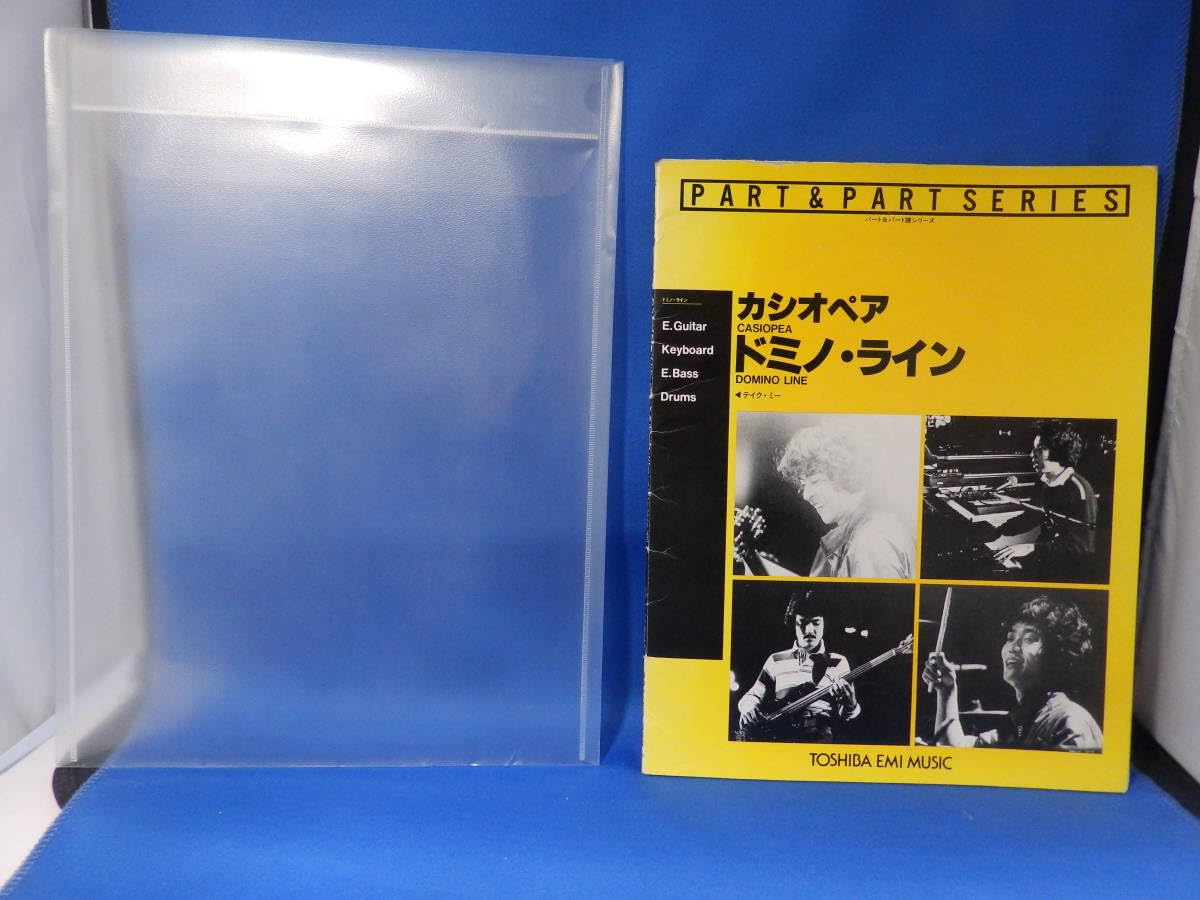 PART & PART SERIES
パート&パート譜シリーズ
ドミノ・ライン
E.Guitar
Keyboard
E.Bass
Drums
カシオペア
CASIOPEA
ドミノ・ライン
DOMINO LINE
◀テイク・ミー
TOSHIBA EMI MUSIC